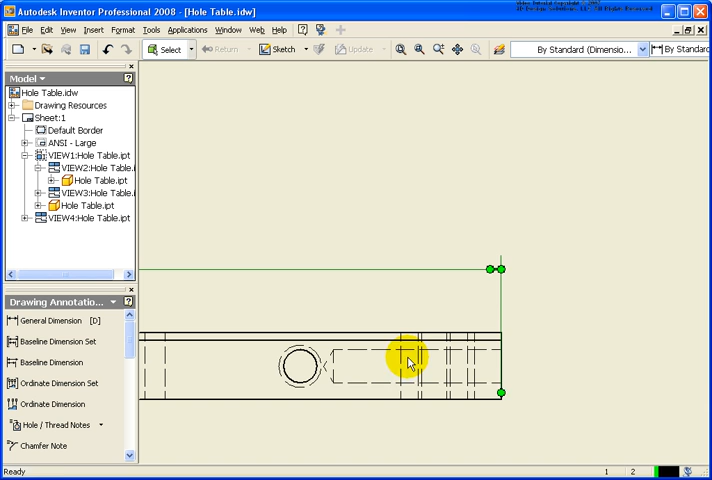 Autodesk Inventor Professional 2008 - [Hole Table.idw]
File Edit View Insert Format Tools Applications Window Web Help
Select Return Sketch Update By Standard (Dimensio... By Standard
Model
Hole Table.idw
Drawing Resources
Sheet:1
Default Border
ANSI - Large
VIEW1:Hole Table.ipt
VIEW2:Hole Table.i
Hole Table.ipt
VIEW3:Hole Table.i
Hole Table.ipt
VIEW4:Hole Table.ipt
Drawing Annotatio...
General Dimension [D]
Baseline Dimension Set
Baseline Dimension
Ordinate Dimension Set
Ordinate Dimension
Hole / Thread Notes
Chamfer Note
Ready 1 2